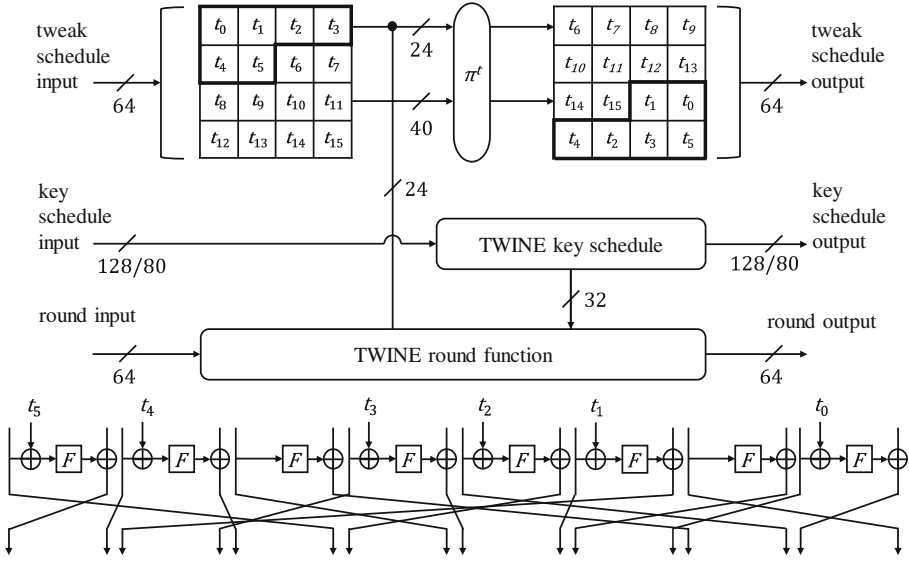 tweak schedule input
64
t0 t1 t2 t3
t4 t5 t6 t7
t8 t9 t10 t11
t12 t13 t14 t15
24
40
π^t
t6 t7 t8 t9
t10 t11 t12 t13
t14 t15 t1 t0
t4 t2 t3 t5
tweak schedule output
64
24
key schedule input
128/80
TWINE key schedule
key schedule output
128/80
32
round input
64
TWINE round function
round output
64
t5 t4 t3 t2 t1 t0
F F F F F F F F